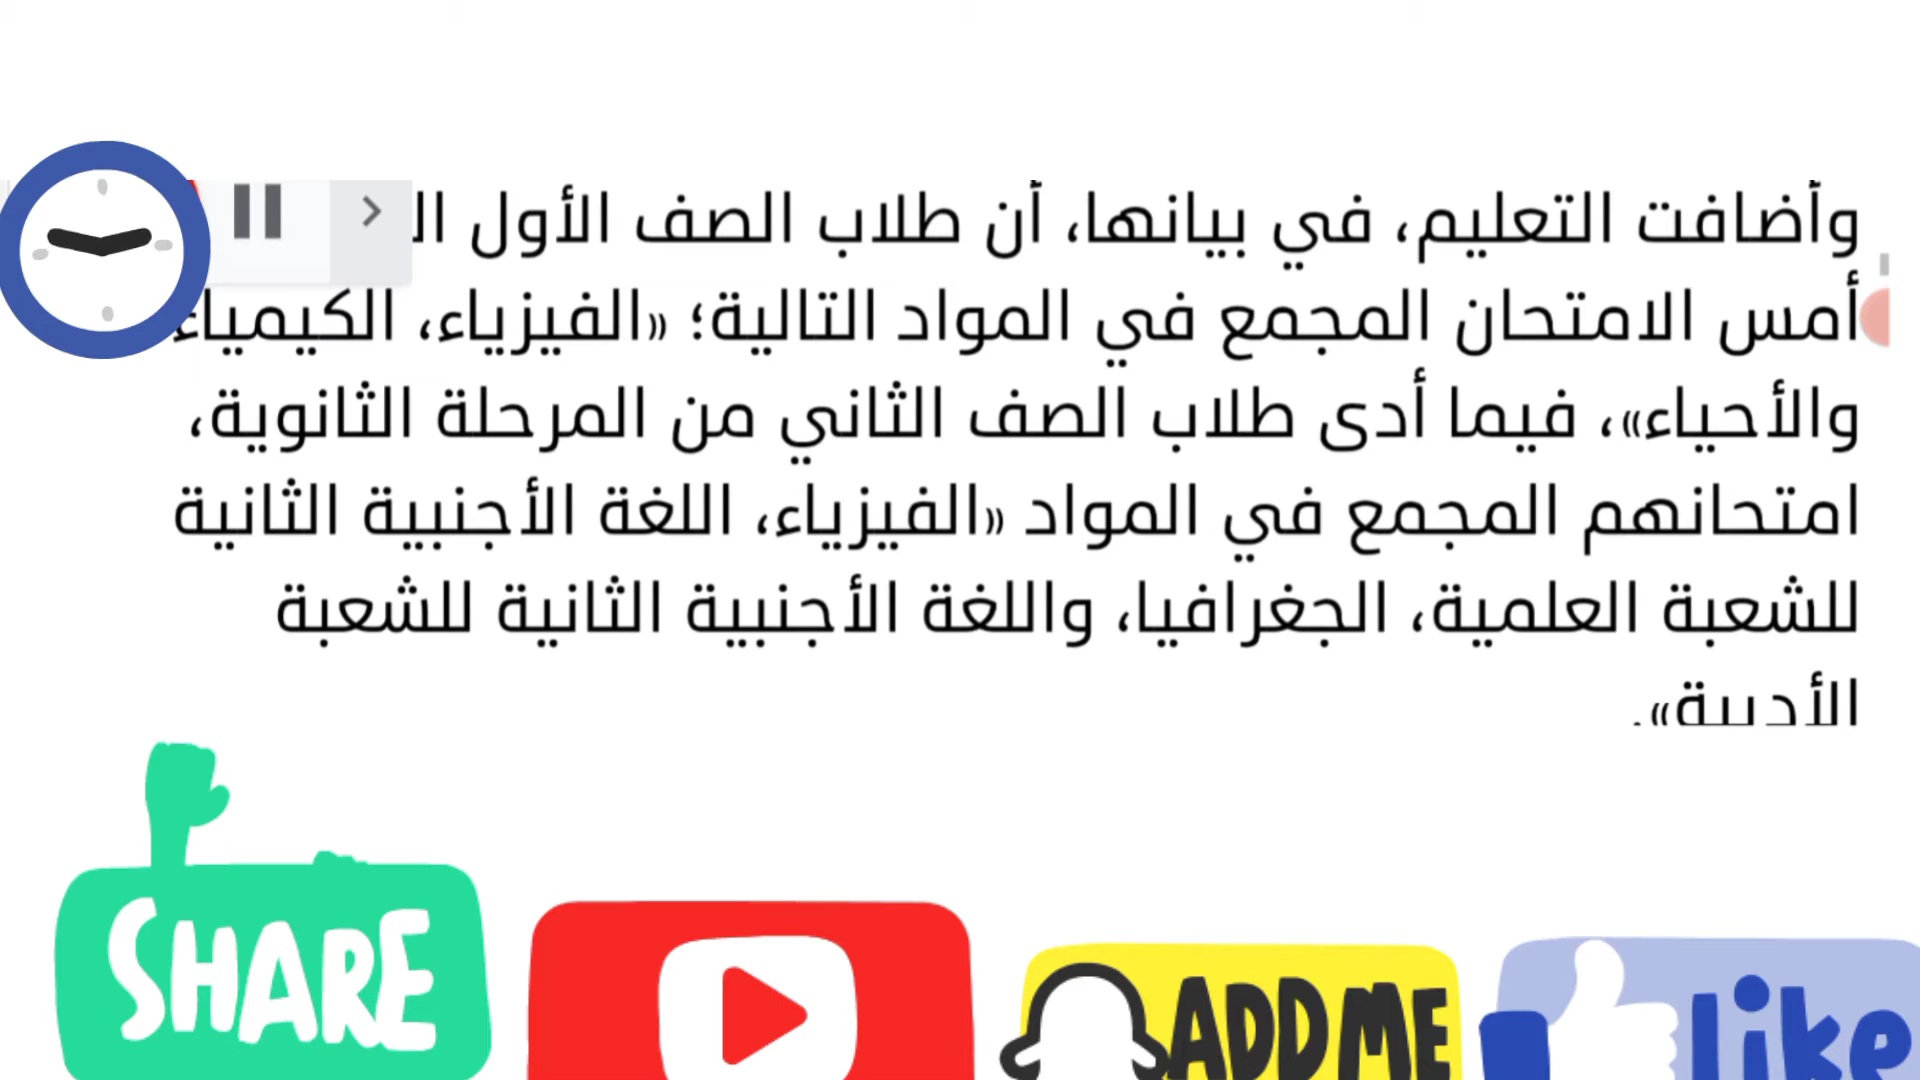 وأضافت التعليم، في بيانها، أن طلاب الصف الأول
أمس الامتحان المجمع في المواد التالية؛ «الفيزياء، الكيمياء
والأحياء»، فيما أدى طلاب الصف الثاني من المرحلة الثانوية،
امتحانهم المجمع في المواد «الفيزياء، اللغة الأجنبية الثانية
للشعبة العلمية، الجغرافيا، واللغة الأجنبية الثانية للشعبة
الأدبية».
SHARE
ADD ME
like